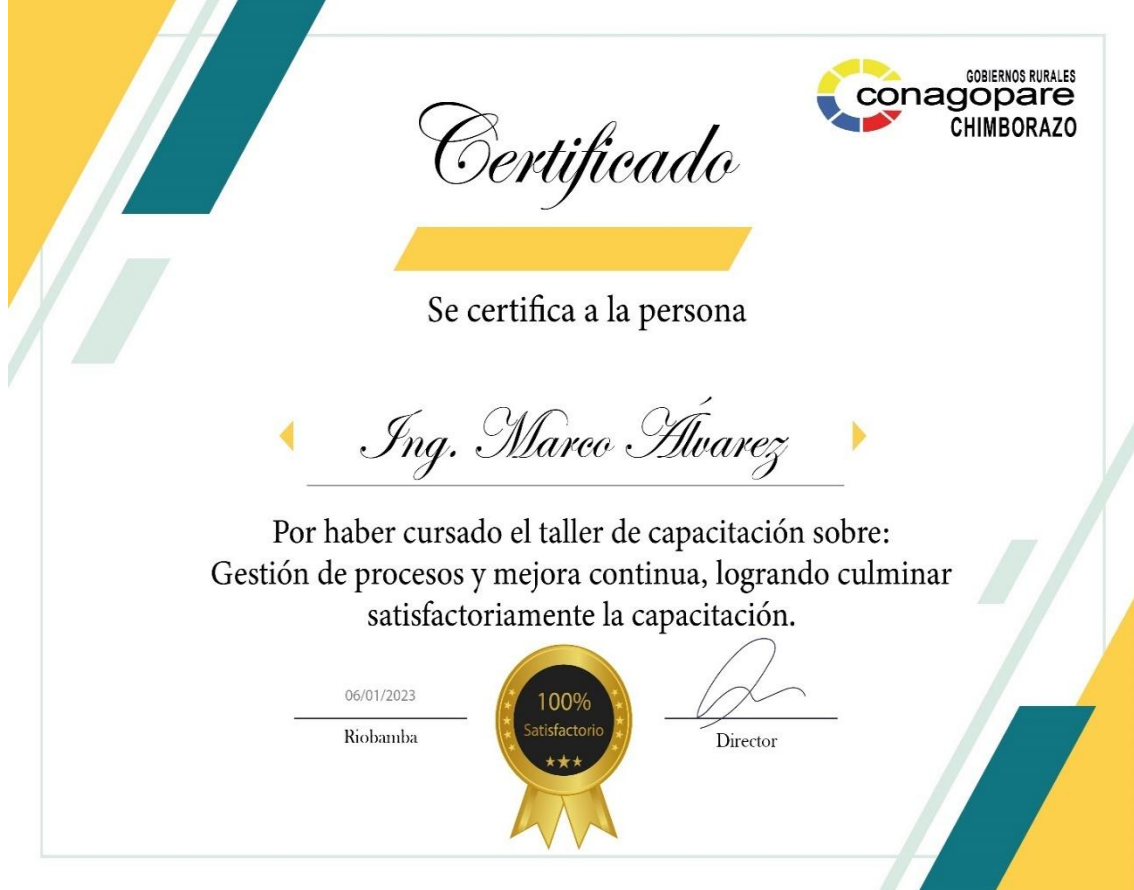 GOBIERNOS RURALES
conagopare
CHIMBORAZO
Certificado
Se certifica a la persona
Ing. Marco Álvarez
Por haber cursado el taller de capacitación sobre:
Gestión de procesos y mejora continua, logrando culminar
satisfactoriamente la capacitación.
06/01/2023
Riobamba
100%
Satisfactorio
Director